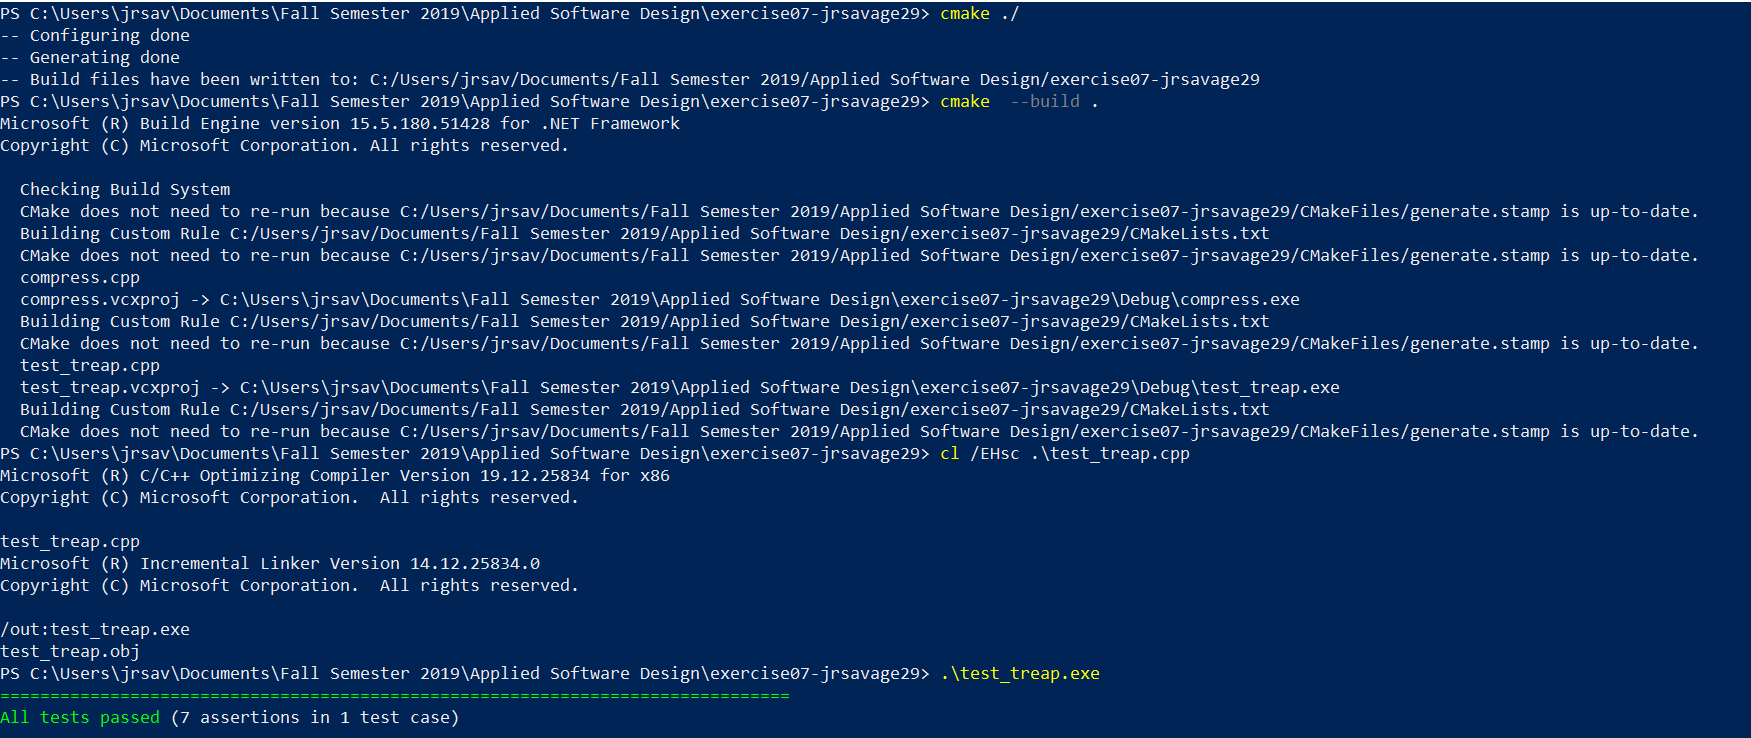 PS C:\Users\jrsav\Documents\Fall Semester 2019\Applied Software Design\exercise07-jrsavage29> cmake ./
-- Configuring done
-- Generating done
-- Build files have been written to: C:/Users/jrsav/Documents/Fall Semester 2019/Applied Software Design/exercise07-jrsavage29
PS C:\Users\jrsav\Documents\Fall Semester 2019\Applied Software Design\exercise07-jrsavage29> cmake  --build .
Microsoft (R) Build Engine version 15.5.180.51428 for .NET Framework
Copyright (C) Microsoft Corporation. All rights reserved.

  Checking Build System
  CMake does not need to re-run because C:/Users/jrsav/Documents/Fall Semester 2019/Applied Software Design/exercise07-jrsavage29/CMakeFiles/generate.stamp is up-to-date.
  Building Custom Rule C:/Users/jrsav/Documents/Fall Semester 2019/Applied Software Design/exercise07-jrsavage29/CMakeLists.txt
  CMake does not need to re-run because C:/Users/jrsav/Documents/Fall Semester 2019/Applied Software Design/exercise07-jrsavage29/CMakeFiles/generate.stamp is up-to-date.
  compress.cpp
  compress.vcxproj -> C:\Users\jrsav\Documents\Fall Semester 2019\Applied Software Design\exercise07-jrsavage29\Debug\compress.exe
  Building Custom Rule C:/Users/jrsav/Documents/Fall Semester 2019/Applied Software Design/exercise07-jrsavage29/CMakeLists.txt
  CMake does not need to re-run because C:/Users/jrsav/Documents/Fall Semester 2019/Applied Software Design/exercise07-jrsavage29/CMakeFiles/generate.stamp is up-to-date.
  test_treap.cpp
  test_treap.vcxproj -> C:\Users\jrsav\Documents\Fall Semester 2019\Applied Software Design\exercise07-jrsavage29\Debug\test_treap.exe
  Building Custom Rule C:/Users/jrsav/Documents/Fall Semester 2019/Applied Software Design/exercise07-jrsavage29/CMakeLists.txt
  CMake does not need to re-run because C:/Users/jrsav/Documents/Fall Semester 2019/Applied Software Design/exercise07-jrsavage29/CMakeFiles/generate.stamp is up-to-date.
PS C:\Users\jrsav\Documents\Fall Semester 2019\Applied Software Design\exercise07-jrsavage29> cl /EHsc .\test_treap.cpp
Microsoft (R) C/C++ Optimizing Compiler Version 19.12.25834 for x86
Copyright (C) Microsoft Corporation.  All rights reserved.

test_treap.cpp
Microsoft (R) Incremental Linker Version 14.12.25834.0
Copyright (C) Microsoft Corporation.  All rights reserved.

/out:test_treap.exe
test_treap.obj
PS C:\Users\jrsav\Documents\Fall Semester 2019\Applied Software Design\exercise07-jrsavage29> .\test_treap.exe
===============================================================================
All tests passed (7 assertions in 1 test case)